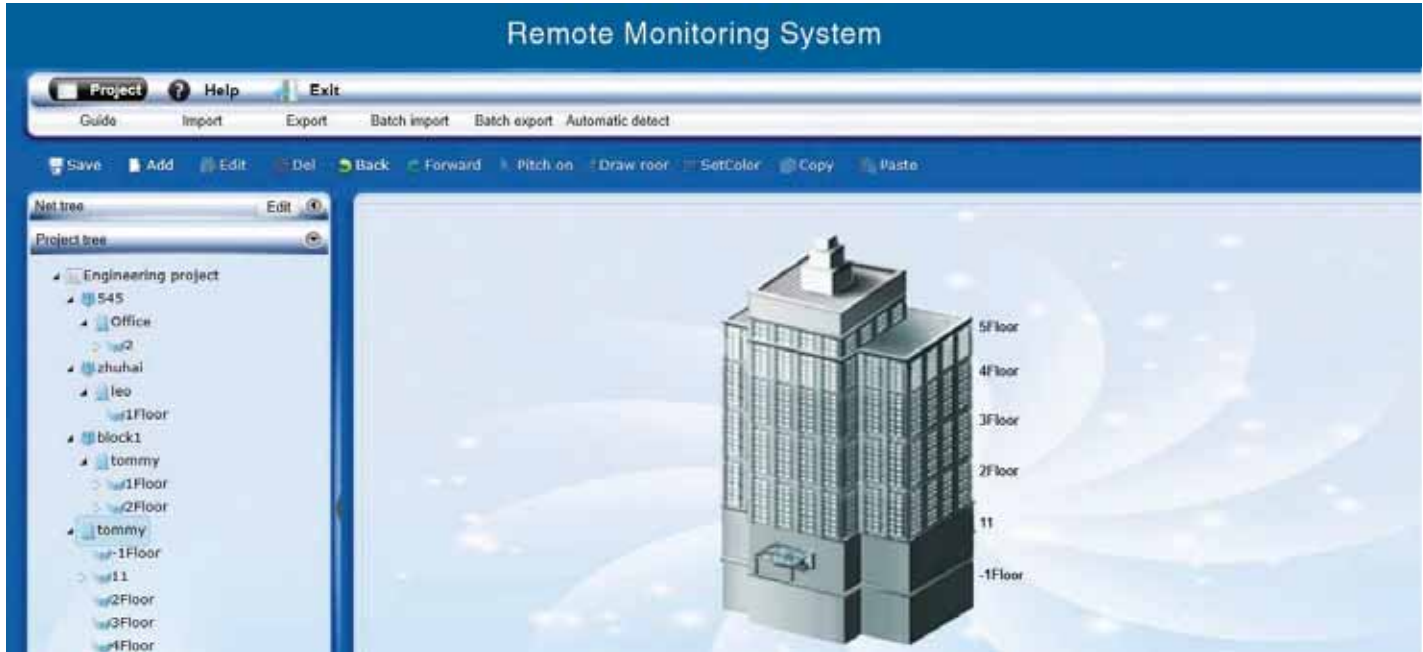 Remote Monitoring System
Project Help Exit
Guide Import Export Batch import Batch export Automatic detect
Save Add Edit Del Back Forward Pitch on Draw roor SetColor Copy Paste
Net tree Edit
Project tree
Engineering project
545
Office
2
zhuhai
leo
1Floor
block1
tommy
1Floor
2Floor
tommy
-1Floor
11
2Floor
3Floor
4Floor
5Floor
4Floor
3Floor
2Floor
11
-1Floor